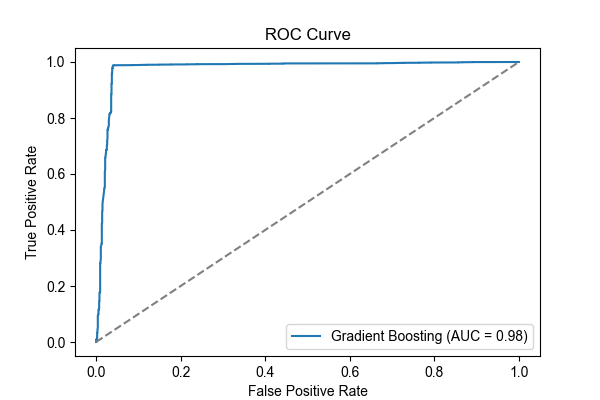 ROC Curve
1.0
0.8
0.6
0.4
0.2
0.0
True Positive Rate
Gradient Boosting (AUC = 0.98)
0.0 0.2 0.4 0.6 0.8 1.0
False Positive Rate